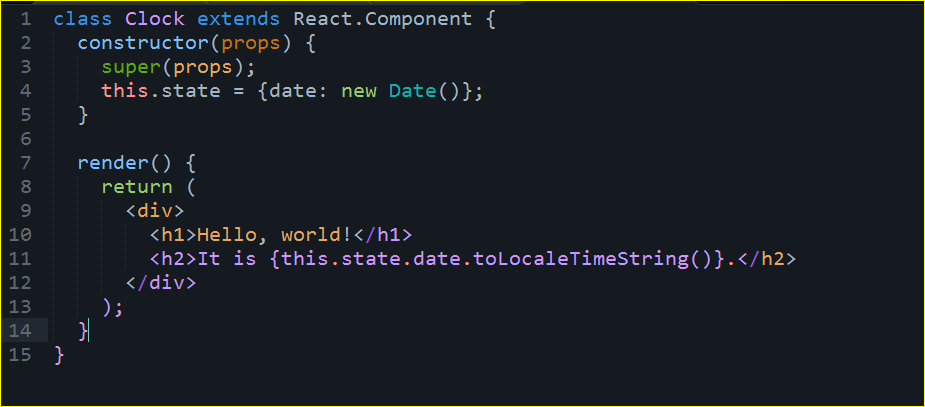 1 class Clock extends React.Component {
2   constructor(props) {
3     super(props);
4     this.state = {date: new Date()};
5   }
6
7   render() {
8     return (
9       <div>
10         <h1>Hello, world!</h1>
11         <h2>It is {this.state.date.toLocaleTimeString()}.</h2>
12       </div>
13     );
14   }
15 }